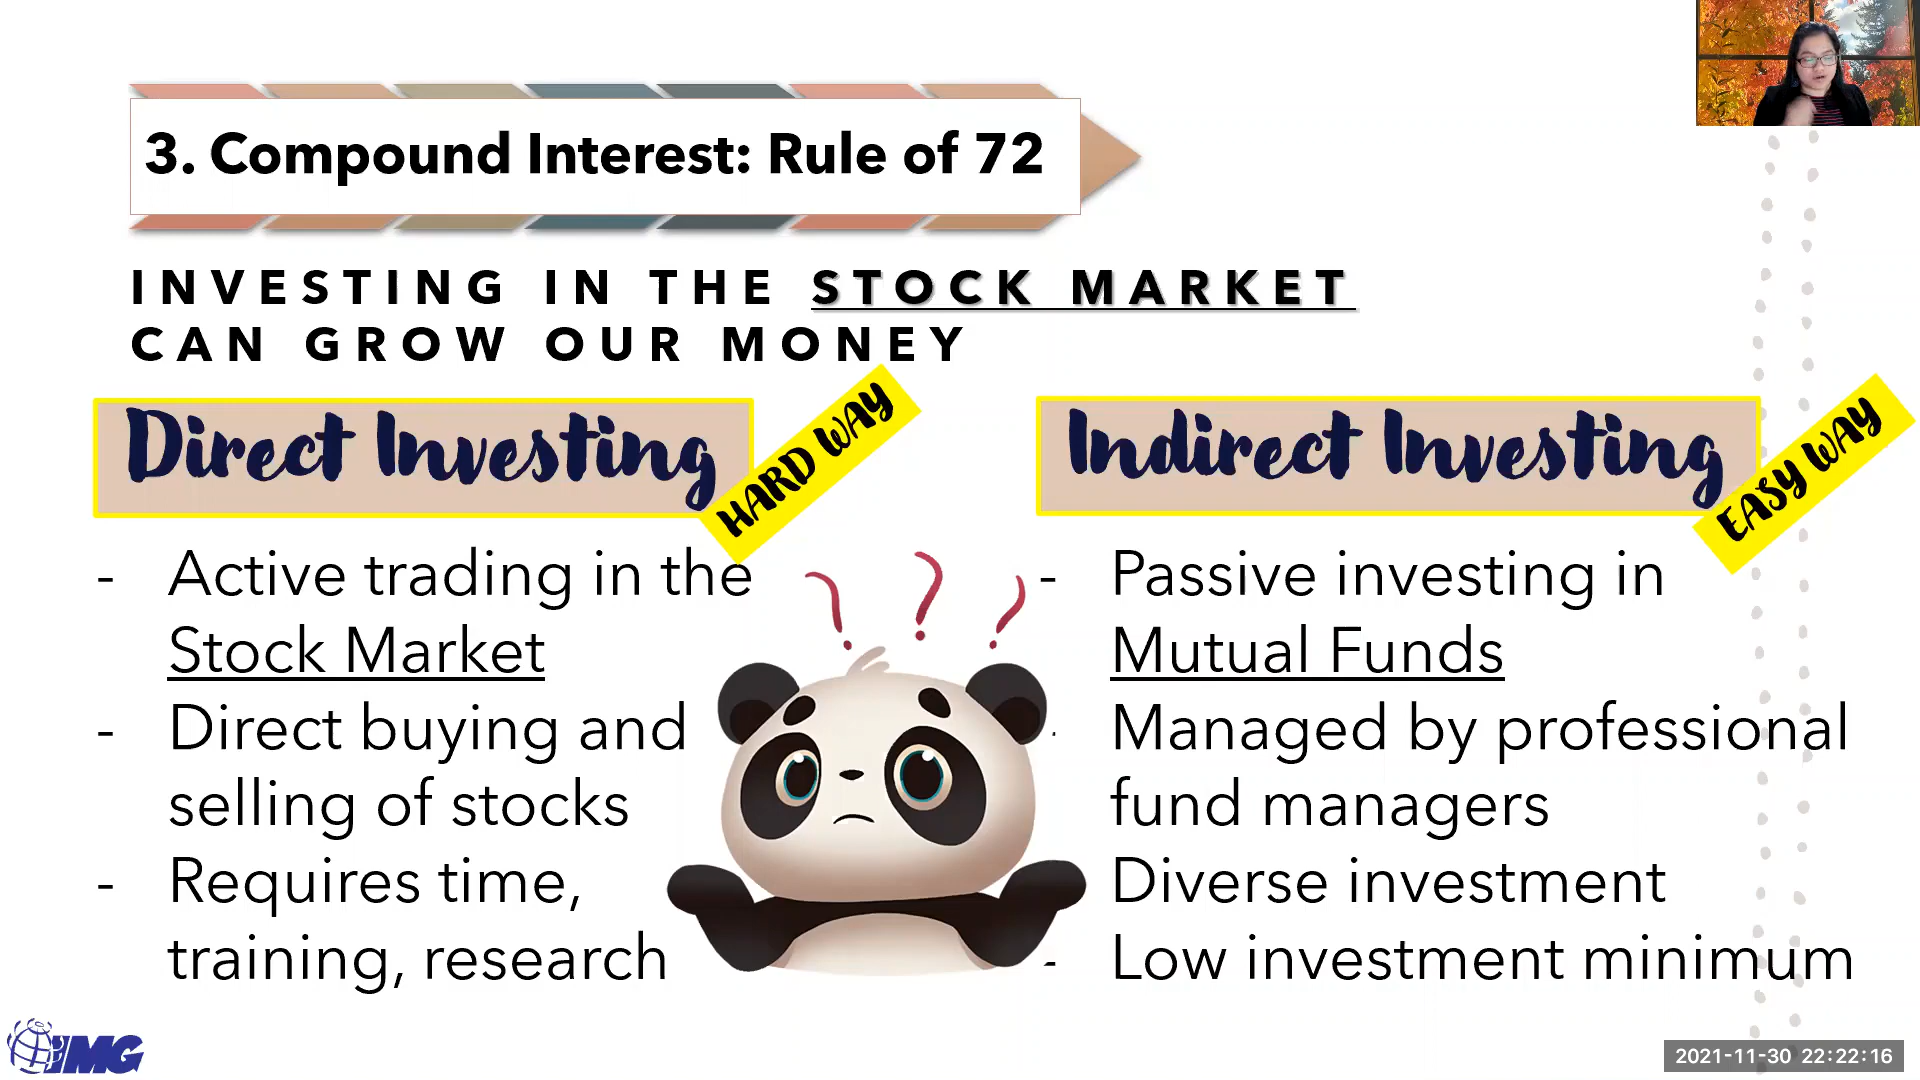 3. Compound Interest: Rule of 72
INVESTING IN THE STOCK MARKET
CAN GROW OUR MONEY
Direct Investing
HARD WAY
- Active trading in the
Stock Market
- Direct buying and
selling of stocks
- Requires time,
training, research
Indirect Investing
EASY WAY
- Passive investing in
Mutual Funds
- Managed by professional
fund managers
Diverse investment
- Low investment minimum
? ? ?
IMG
2021-11-30 22:22:16